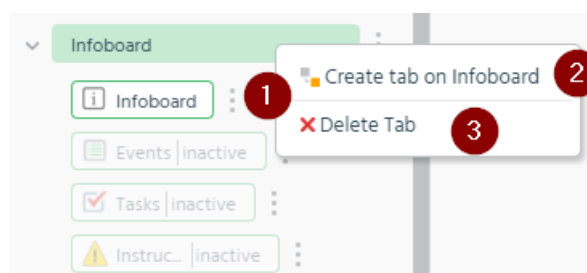 Infoboard
Create tab on Infoboard 2
Infoboard 1
Delete Tab 3
Events |inactive
Tasks |inactive
Instruc... |inactive